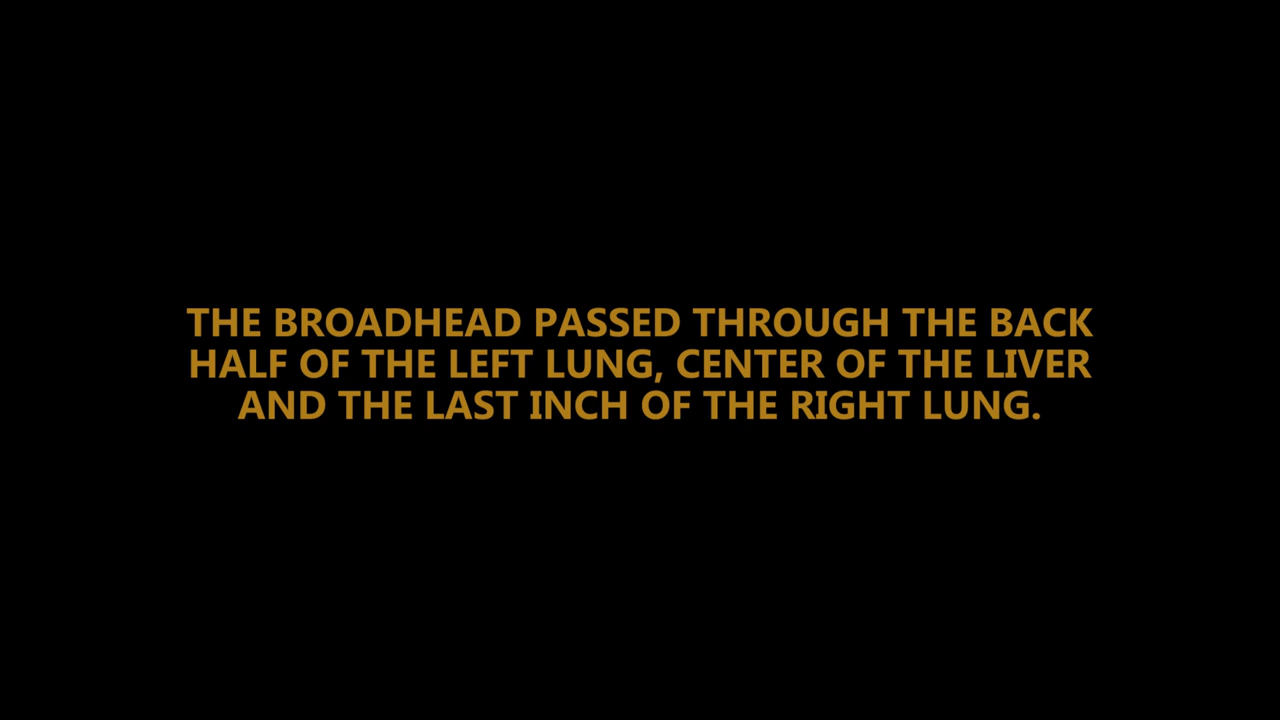 THE BROADHEAD PASSED THROUGH THE BACK
HALF OF THE LEFT LUNG, CENTER OF THE LIVER
AND THE LAST INCH OF THE RIGHT LUNG.